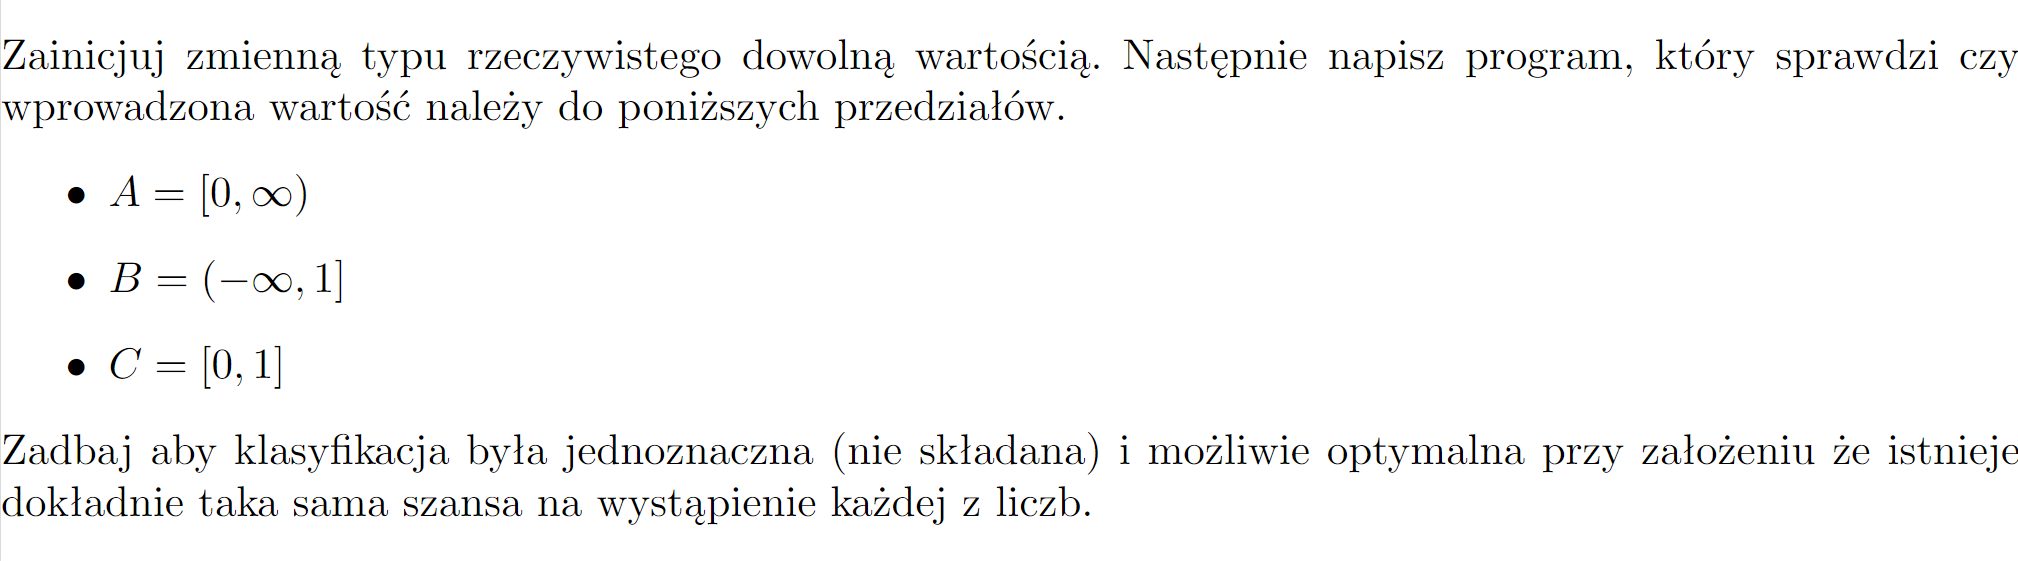 Zainicjuj zmienną typu rzeczywistego dowolną wartością. Następnie napisz program, który sprawdzi czy
wprowadzona wartość należy do poniższych przedziałów.
• A = [0, ∞)
• B = (−∞, 1]
• C = [0, 1]
Zadbaj aby klasyfikacja była jednoznaczna (nie składana) i możliwie optymalna przy założeniu że istnieje
dokładnie taka sama szansa na wystąpienie każdej z liczb.